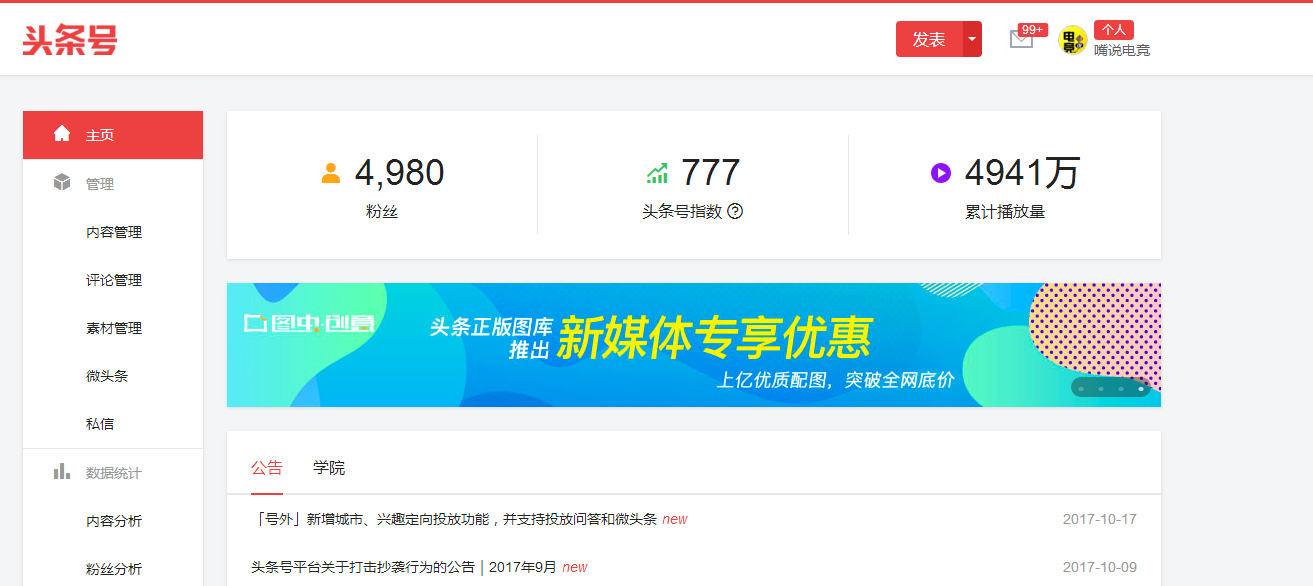 头条号
发表
99+
电竞
个人
嘴说电竞
主页
管理
内容管理
评论管理
素材管理
微头条
私信
数据统计
内容分析
粉丝分析
4,980
粉丝
777
头条号指数 ?
4941万
累计播放量
图虫·创意
头条正版图库
推出
新媒体专享优惠
上亿优质配图，突破全网底价
公告 学院
「号外」新增城市、兴趣定向投放功能，并支持投放问答和微头条 new 2017-10-17
头条号平台关于打击抄袭行为的公告 | 2017年9月 new 2017-10-09